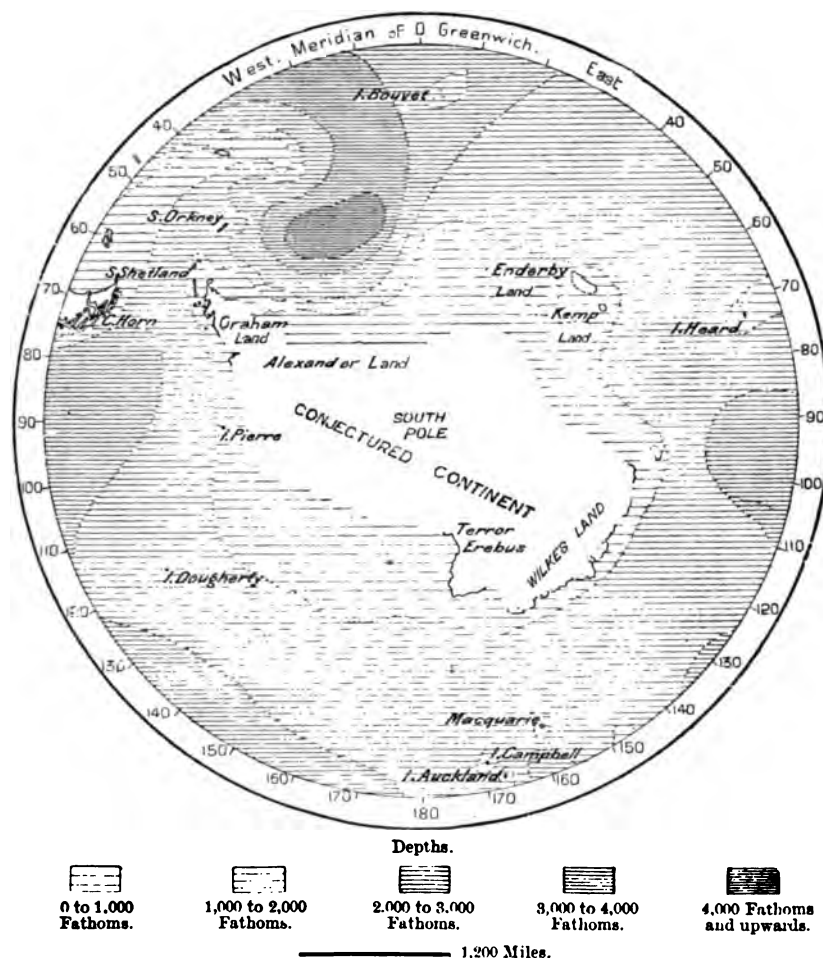 West. Meridian of 0 Greenwich. East
I. Bouvet
40
40
50
50
S. Orkney
60
60
S. Shetland
Enderby
Land
70
70
C. Horn
Graham
Land
Kemp
Land
I. Heard
80
80
Alexander Land
SOUTH
POLE
90
90
I. Pierre
CONJECTURED CONTINENT
100
100
Terror
Erebus
WILKES LAND
110
110
I. Dougherty
120
120
130
130
140
140
Macquarie
150
150
I. Campbell
160
I. Auckland
160
170
170
180
Depths.
0 to 1,000
Fathoms.
1,000 to 2,000
Fathoms.
2,000 to 3,000
Fathoms.
3,000 to 4,000
Fathoms.
4,000 Fathoms
and upwards.
1,200 Miles.